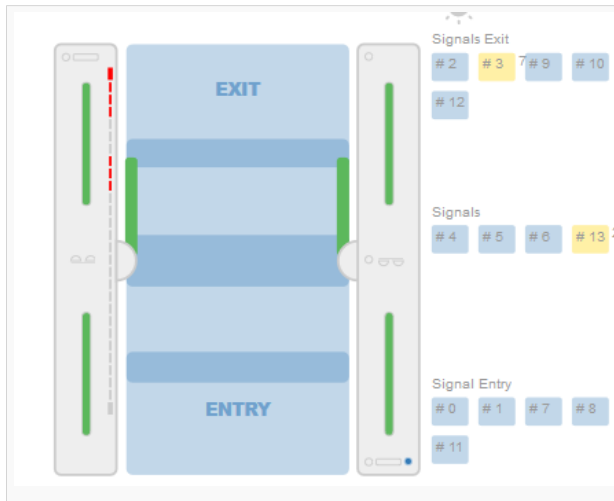 Signals Exit
# 2 # 3 7 # 9 # 10
# 12
EXIT
Signals
# 4 # 5 # 6 # 13
Signal Entry
# 0 # 1 # 7 # 8
# 11
ENTRY